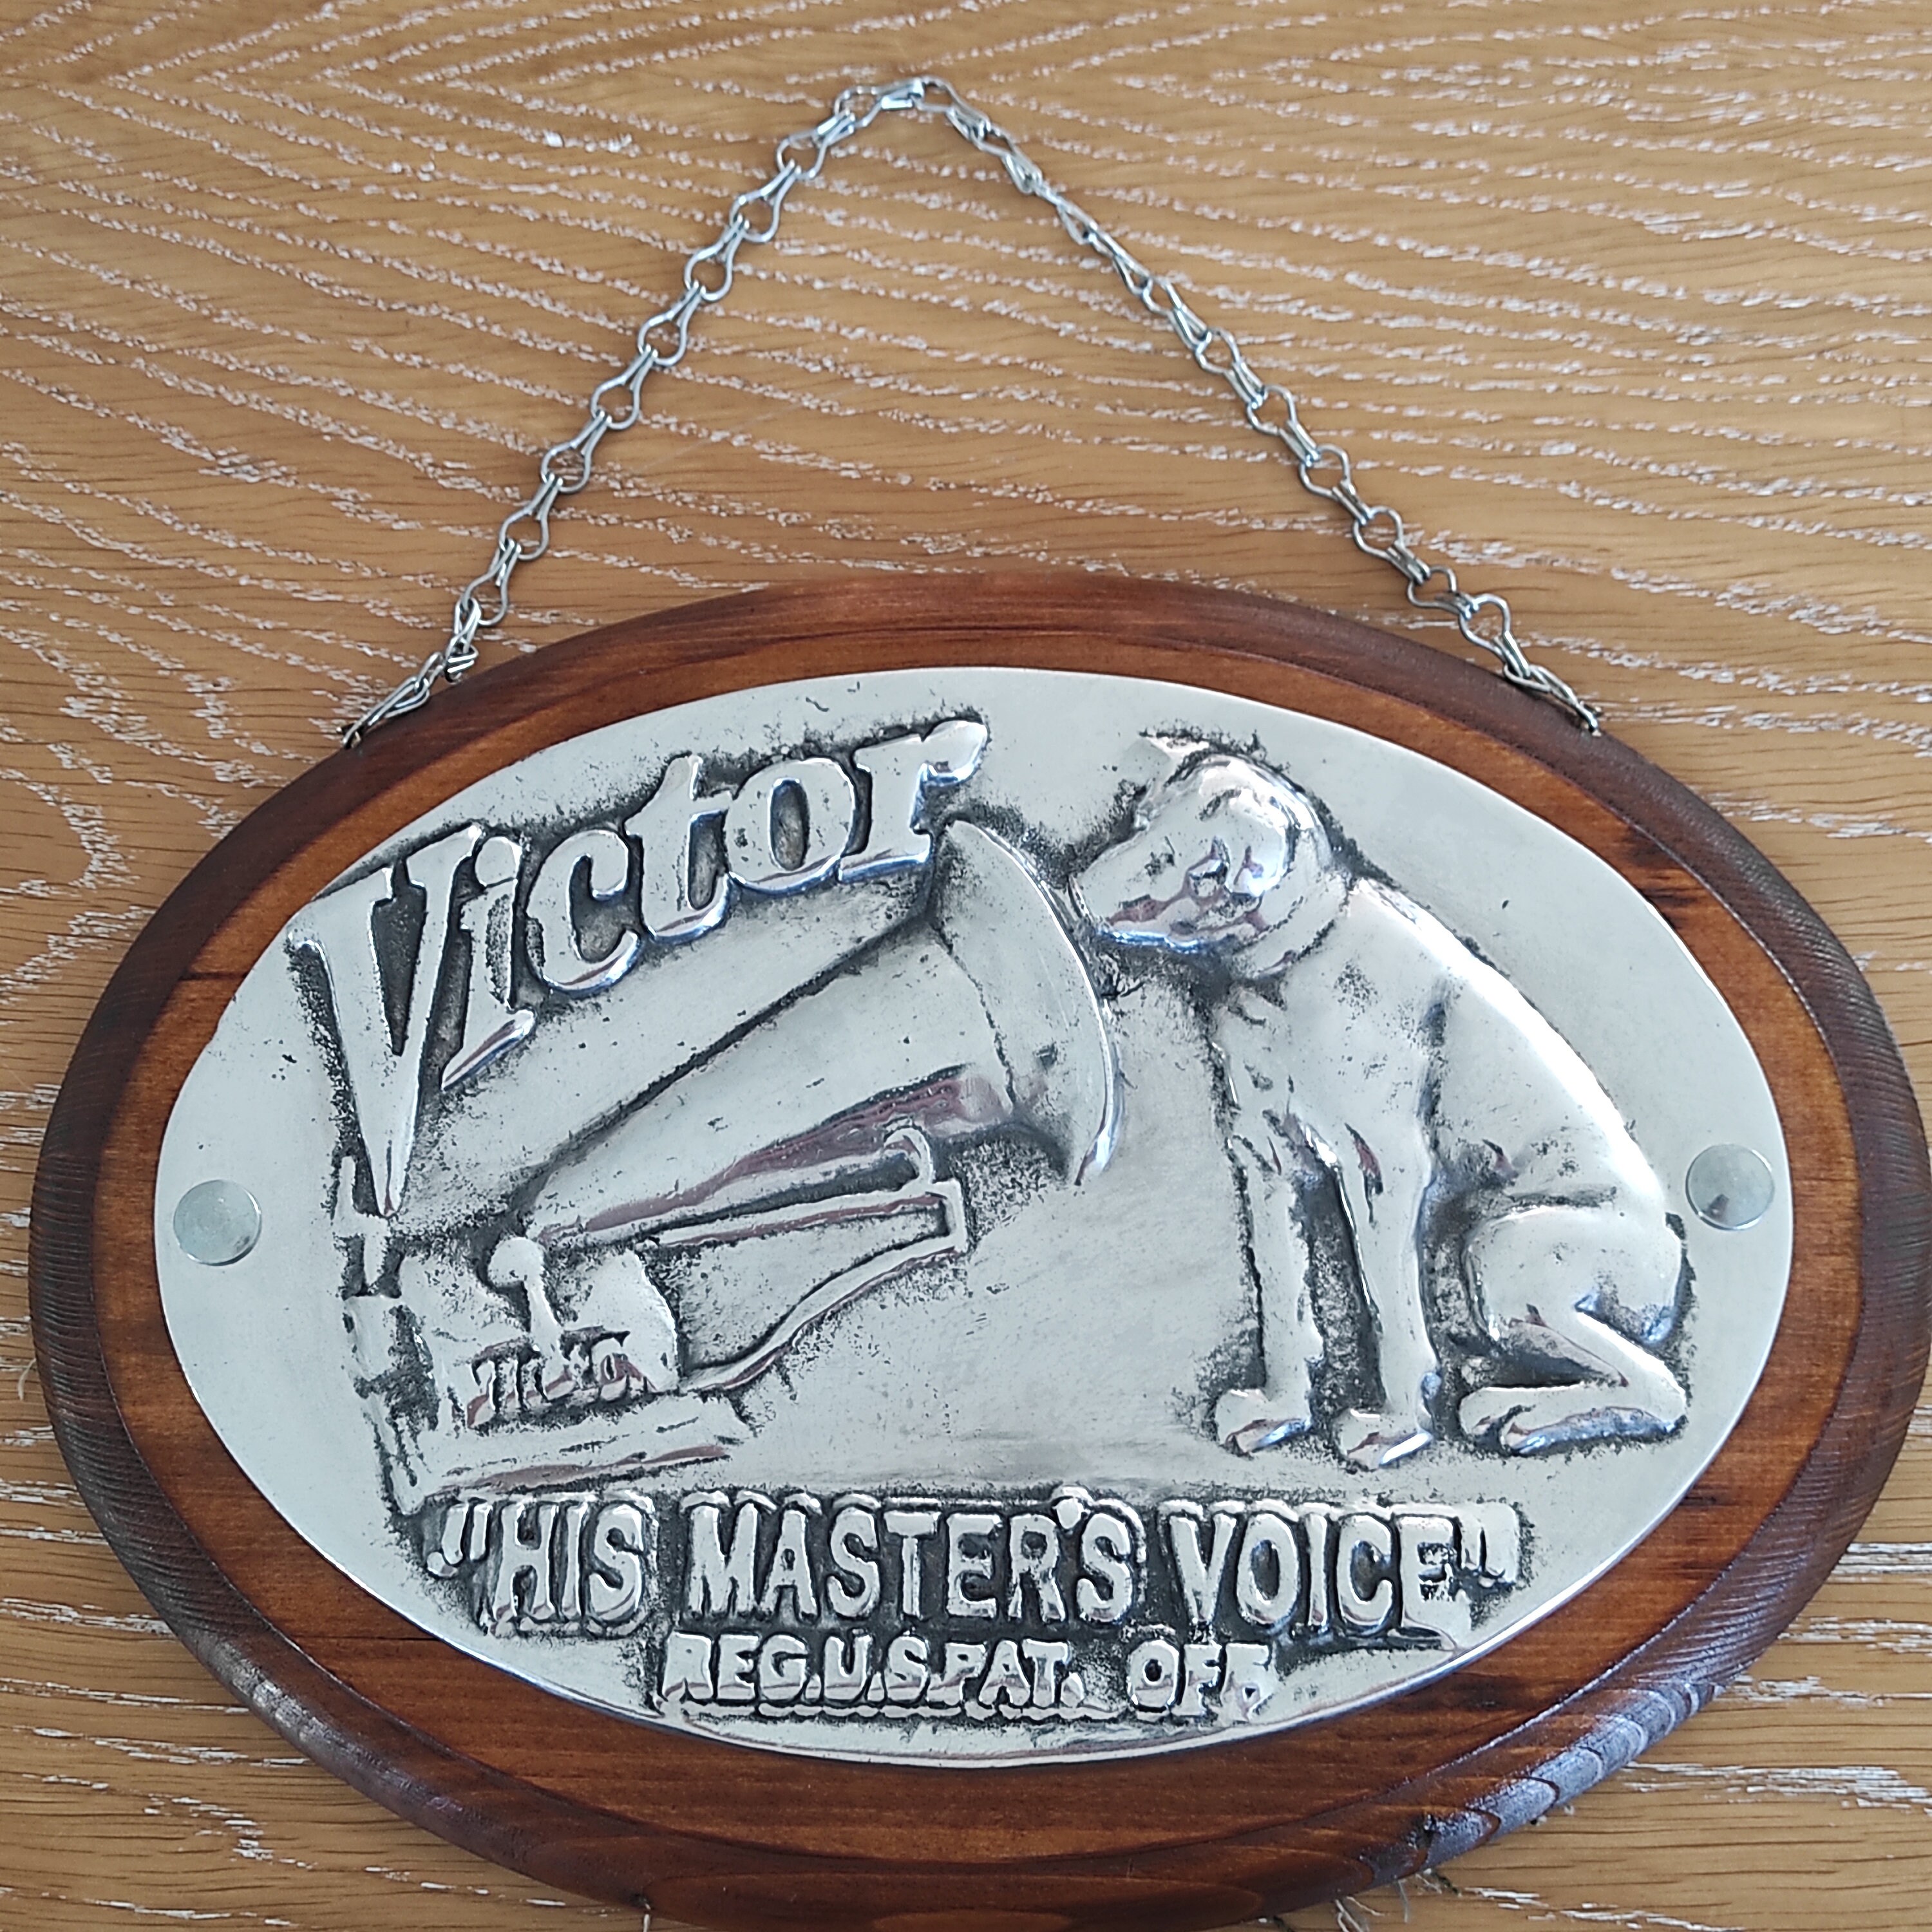 Victor
"HIS MASTER'S VOICE"
REG.U.S.PAT. OFF.